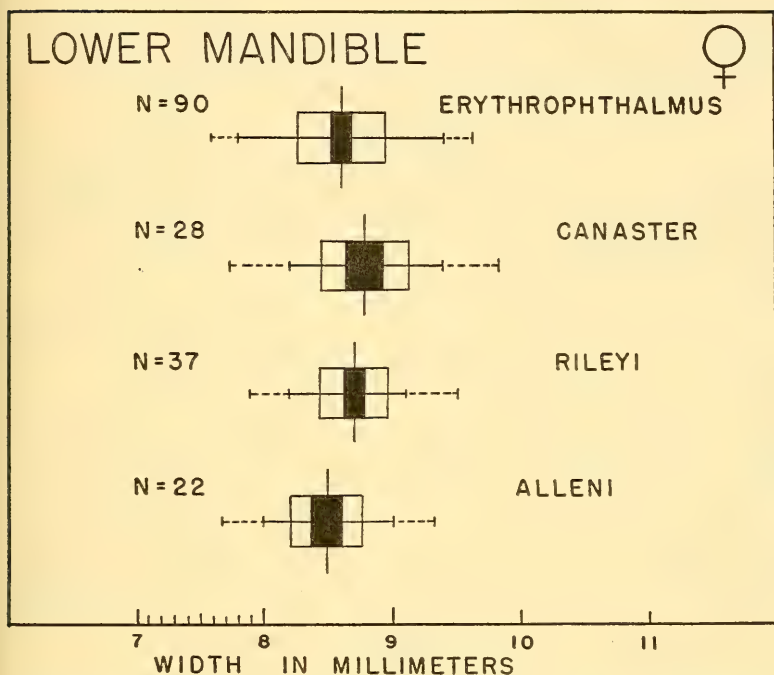 LOWER MANDIBLE ♀
N=90 ERYTHROPHTHALMUS
N=28 CANASTER
N=37 RILEYI
N=22 ALLENI
7 8 9 10 11
WIDTH IN MILLIMETERS